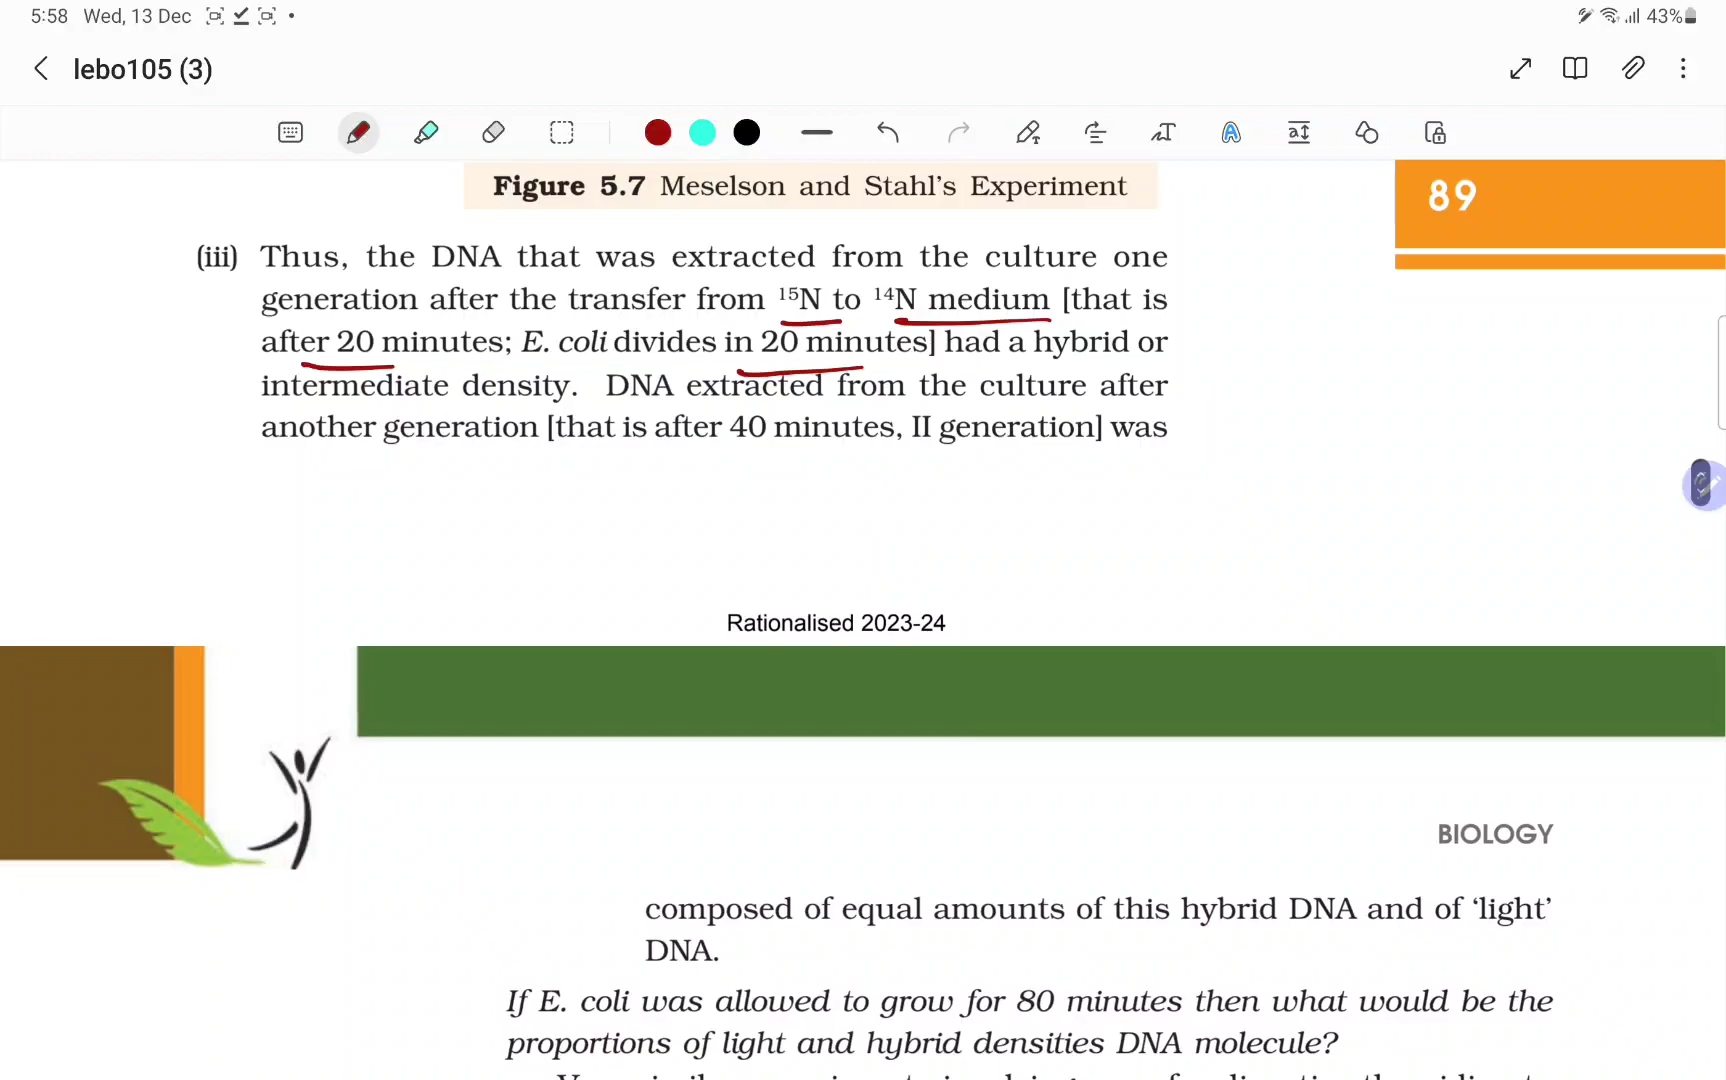 5:58 Wed, 13 Dec
43%
lebo105 (3)
Figure 5.7 Meselson and Stahl's Experiment
89
(iii) Thus, the DNA that was extracted from the culture one
generation after the transfer from ¹⁵N to ¹⁴N medium [that is
after 20 minutes; E. coli divides in 20 minutes] had a hybrid or
intermediate density. DNA extracted from the culture after
another generation [that is after 40 minutes, II generation] was
Rationalised 2023-24
BIOLOGY
composed of equal amounts of this hybrid DNA and of ‘light’
DNA.
If E. coli was allowed to grow for 80 minutes then what would be the
proportions of light and hybrid densities DNA molecule?